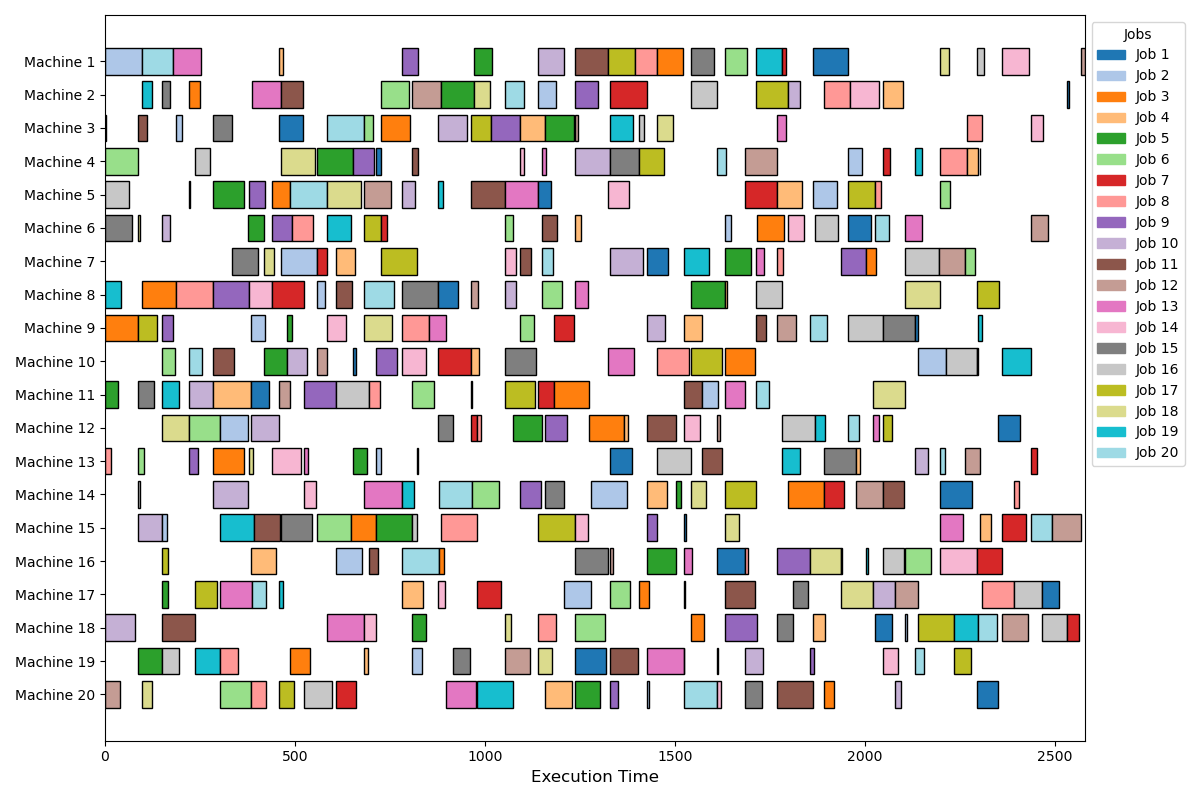 Machine 1
Machine 2
Machine 3
Machine 4
Machine 5
Machine 6
Machine 7
Machine 8
Machine 9
Machine 10
Machine 11
Machine 12
Machine 13
Machine 14
Machine 15
Machine 16
Machine 17
Machine 18
Machine 19
Machine 20
0 500 1000 1500 2000 2500
Execution Time
Jobs
Job 1
Job 2
Job 3
Job 4
Job 5
Job 6
Job 7
Job 8
Job 9
Job 10
Job 11
Job 12
Job 13
Job 14
Job 15
Job 16
Job 17
Job 18
Job 19
Job 20